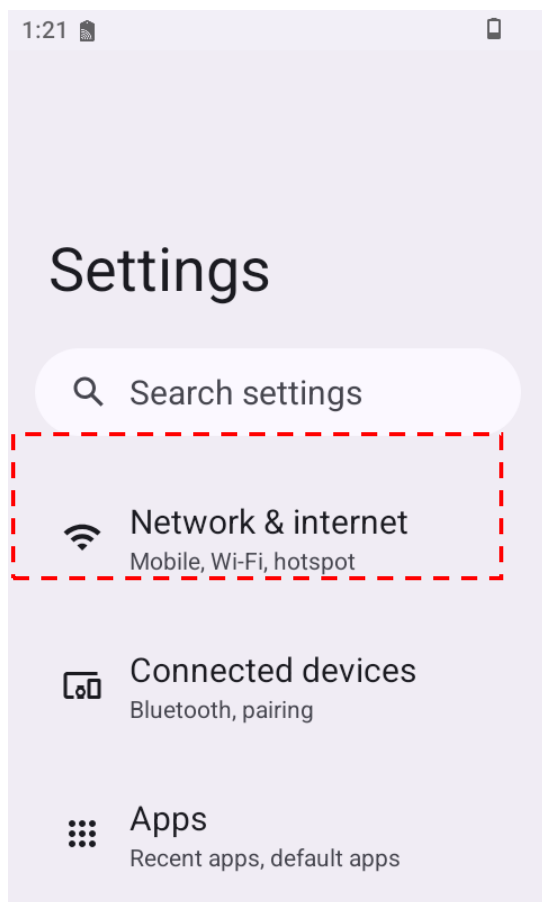 1:21
Settings
Search settings
Network & internet
Mobile, Wi-Fi, hotspot
Connected devices
Bluetooth, pairing
Apps
Recent apps, default apps